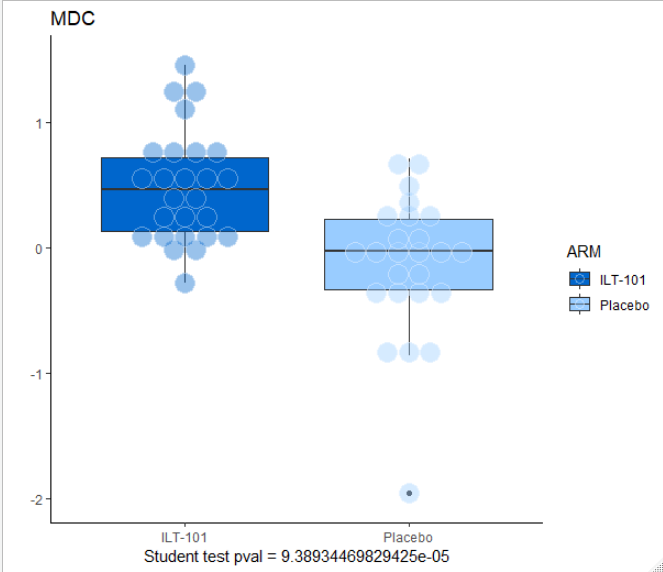 MDC
1
0
-1
-2
ILT-101
Placebo
Student test pval = 9.38934469829425e-05
ARM
ILT-101
Placebo